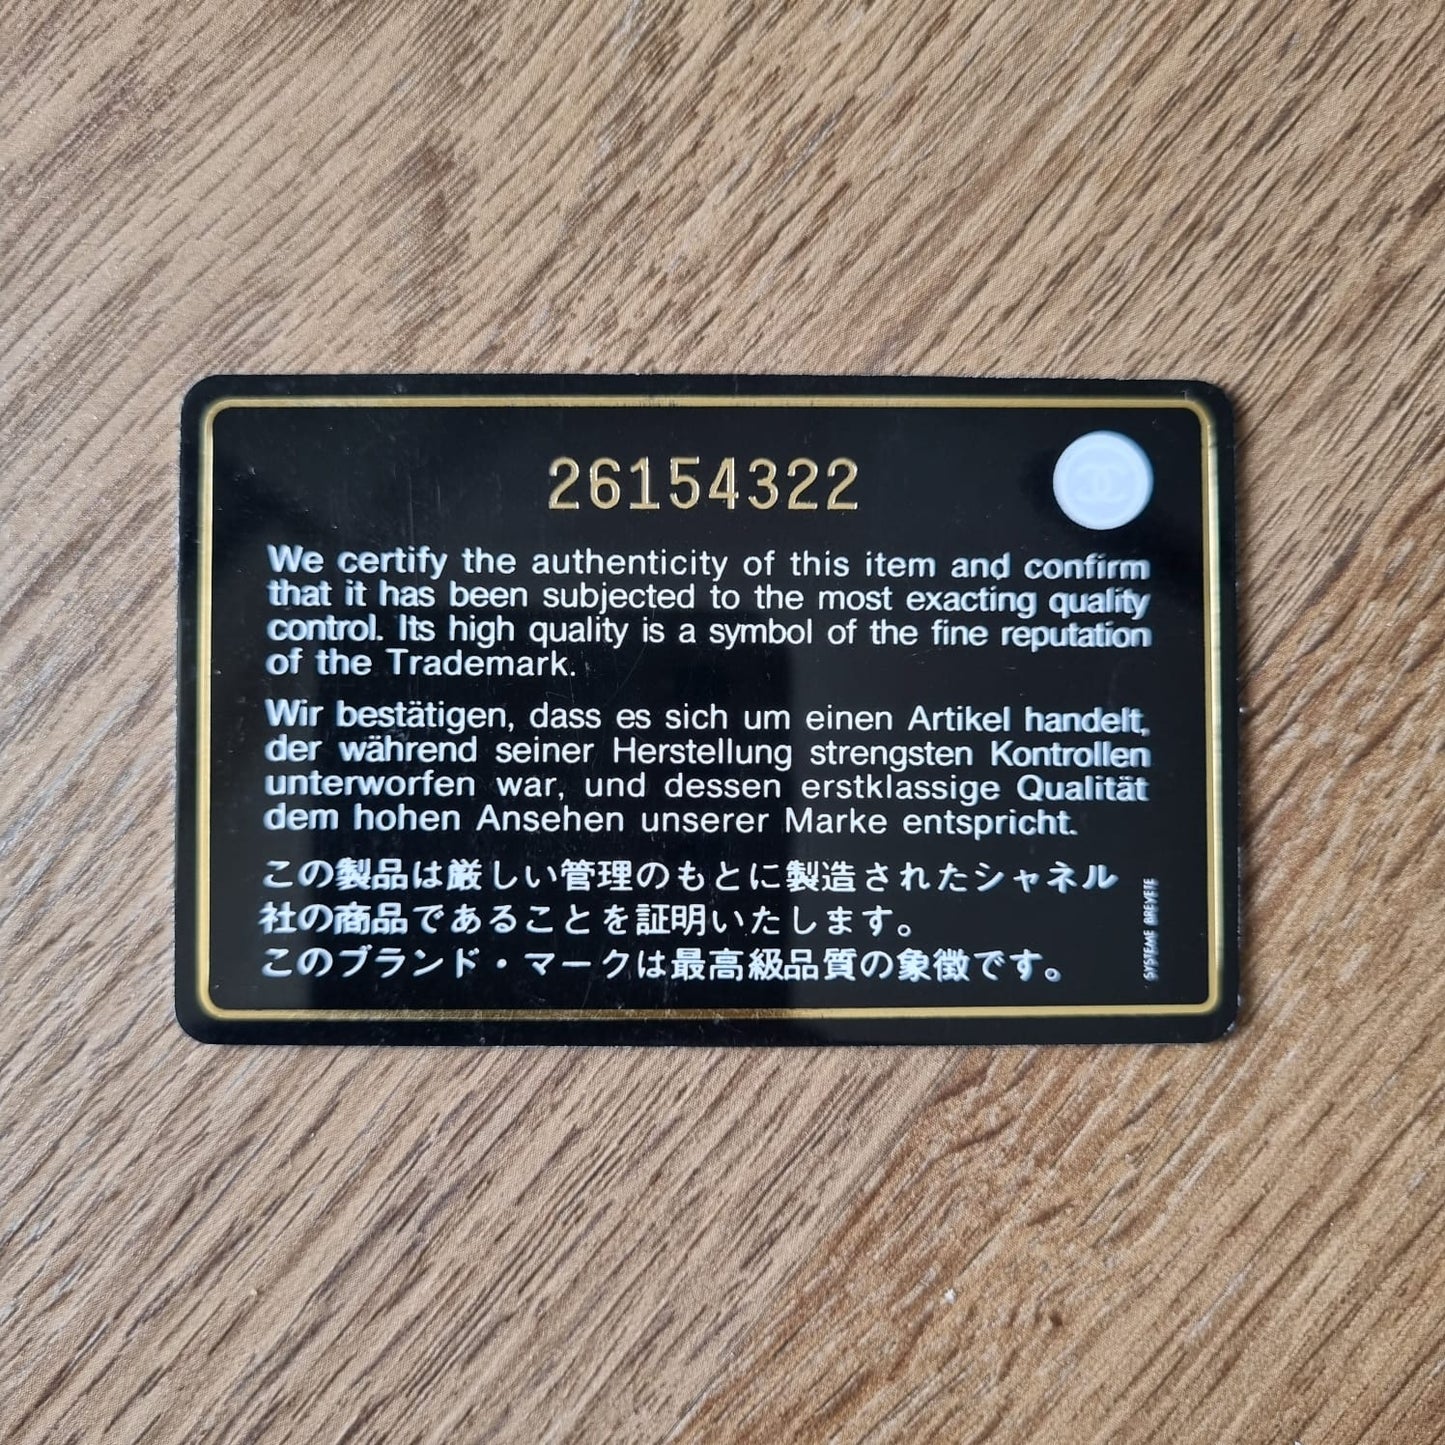 26154322
We certify the authenticity of this item and confirm
that it has been subjected to the most exacting quality
control. Its high quality is a symbol of the fine reputation
of the Trademark.
Wir bestätigen, dass es sich um einen Artikel handelt,
der während seiner Herstellung strengsten Kontrollen
unterworfen war, und dessen erstklassige Qualität
dem hohen Ansehen unserer Marke entspricht.
この製品は厳しい管理のもとに製造されたシャネル
社の商品であることを証明いたします。
このブランド・マークは最高級品質の象徴です。
SYSTEME BREVETE